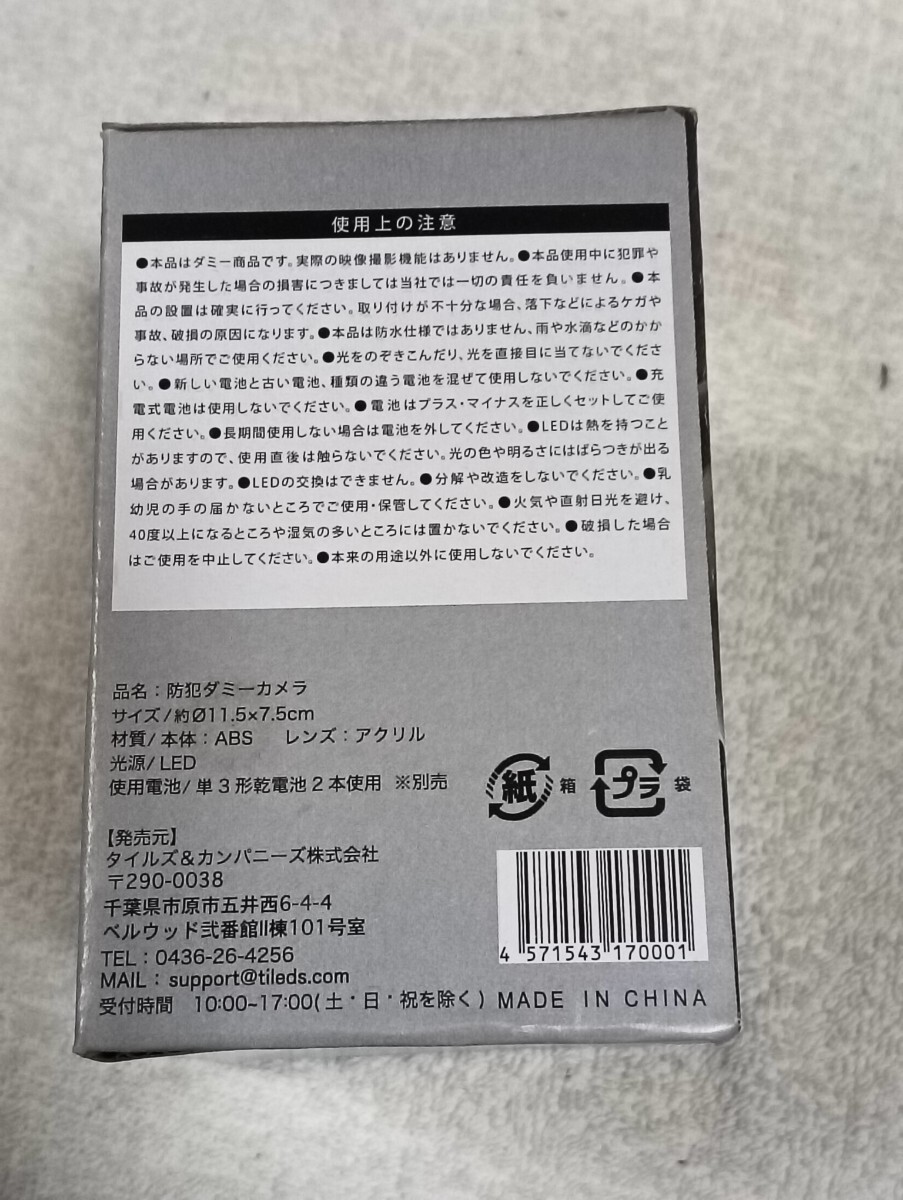 使用上の注意
●本品はダミー商品です。実際の映像撮影機能はありません。●本品使用中に犯罪や
事故が発生した場合の損害につきましては当社では一切の責任を負いません。●本
品の設置は確実に行ってください。取り付けが不十分な場合、落下などによるケガや
事故、破損の原因になります。●本品は防水仕様ではありません、雨や水滴などのかか
らない場所でご使用ください。●光をのぞきこんだり、光を直接目に当てないでくださ
い。●新しい電池と古い電池、種類の違う電池を混ぜて使用しないでください。●充
電式電池は使用しないでください。●電池はプラス・マイナスを正しくセットしてご使
用ください。●長期間使用しない場合は電池を外してください。●LEDは熱を持つこと
がありますので、使用直後は触らないでください。光の色や明るさにはばらつきが出る
場合があります。●LEDの交換はできません。●分解や改造をしないでください。●乳
幼児の手の届かないところでご使用・保管してください。●火気や直射日光を避け、
40度以上になるところや湿気の多いところには置かないでください。●破損した場合
はご使用を中止してください。●本来の用途以外に使用しないでください。
品名：防犯ダミーカメラ
サイズ/約Ø11.5×7.5cm
材質/本体：ABS レンズ：アクリル
光源/LED
使用電池/単3形乾電池2本使用 ※別売
紙 箱 プラ 袋
【発売元】
タイルズ&カンパニーズ株式会社
〒290-0038
千葉県市原市五井西6-4-4
ベルウッド弐番館II棟101号室
TEL：0436-26-4256
MAIL：support@tileds.com
受付時間 10:00~17:00(土・日・祝を除く)
4 571543 170001
MADE IN CHINA